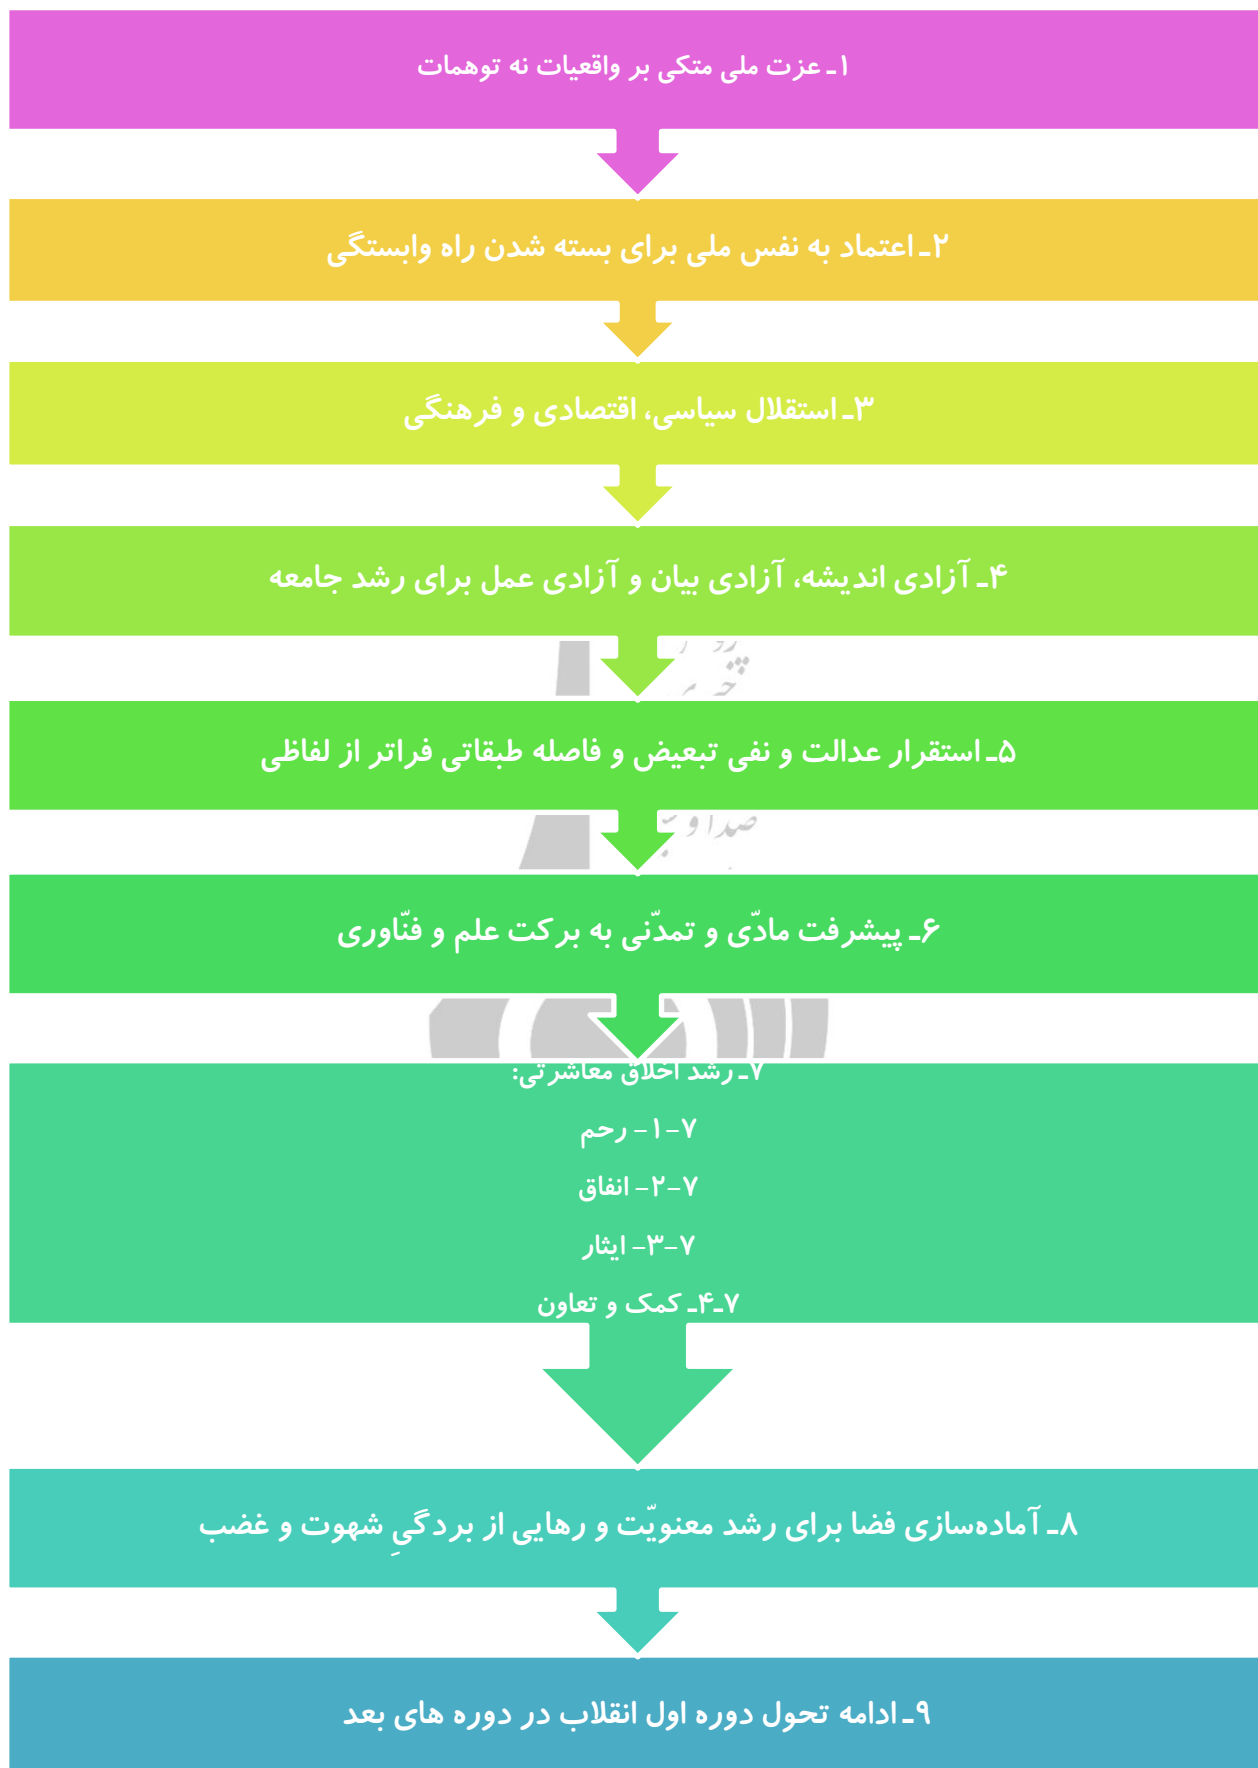 ۱ـ عزت ملی متکی بر واقعیات نه توهمات
۲ـ اعتماد به نفس ملی برای بسته شدن راه وابستگی
۳ـ استقلال سیاسی، اقتصادی و فرهنگی
۴ـ آزادی اندیشه، آزادی بیان و آزادی عمل برای رشد جامعه
۵ـ استقرار عدالت و نفی تبعیض و فاصله طبقاتی فراتر از لفاظی
صدا و
۶ـ پیشرفت مادّی و تمدّنی به برکت علم و فنّاوری
۷ـ رشد اخلاق معاشرتی:
۷-۱- رحم
۷-۲- انفاق
۷-۳- ایثار
۷ـ۴ـ کمک و تعاون
۸ـ آماده‌سازی فضا برای رشد معنویّت و رهایی از بردگیِ شهوت و غضب
۹ـ ادامه تحول دوره اول انقلاب در دوره های بعد